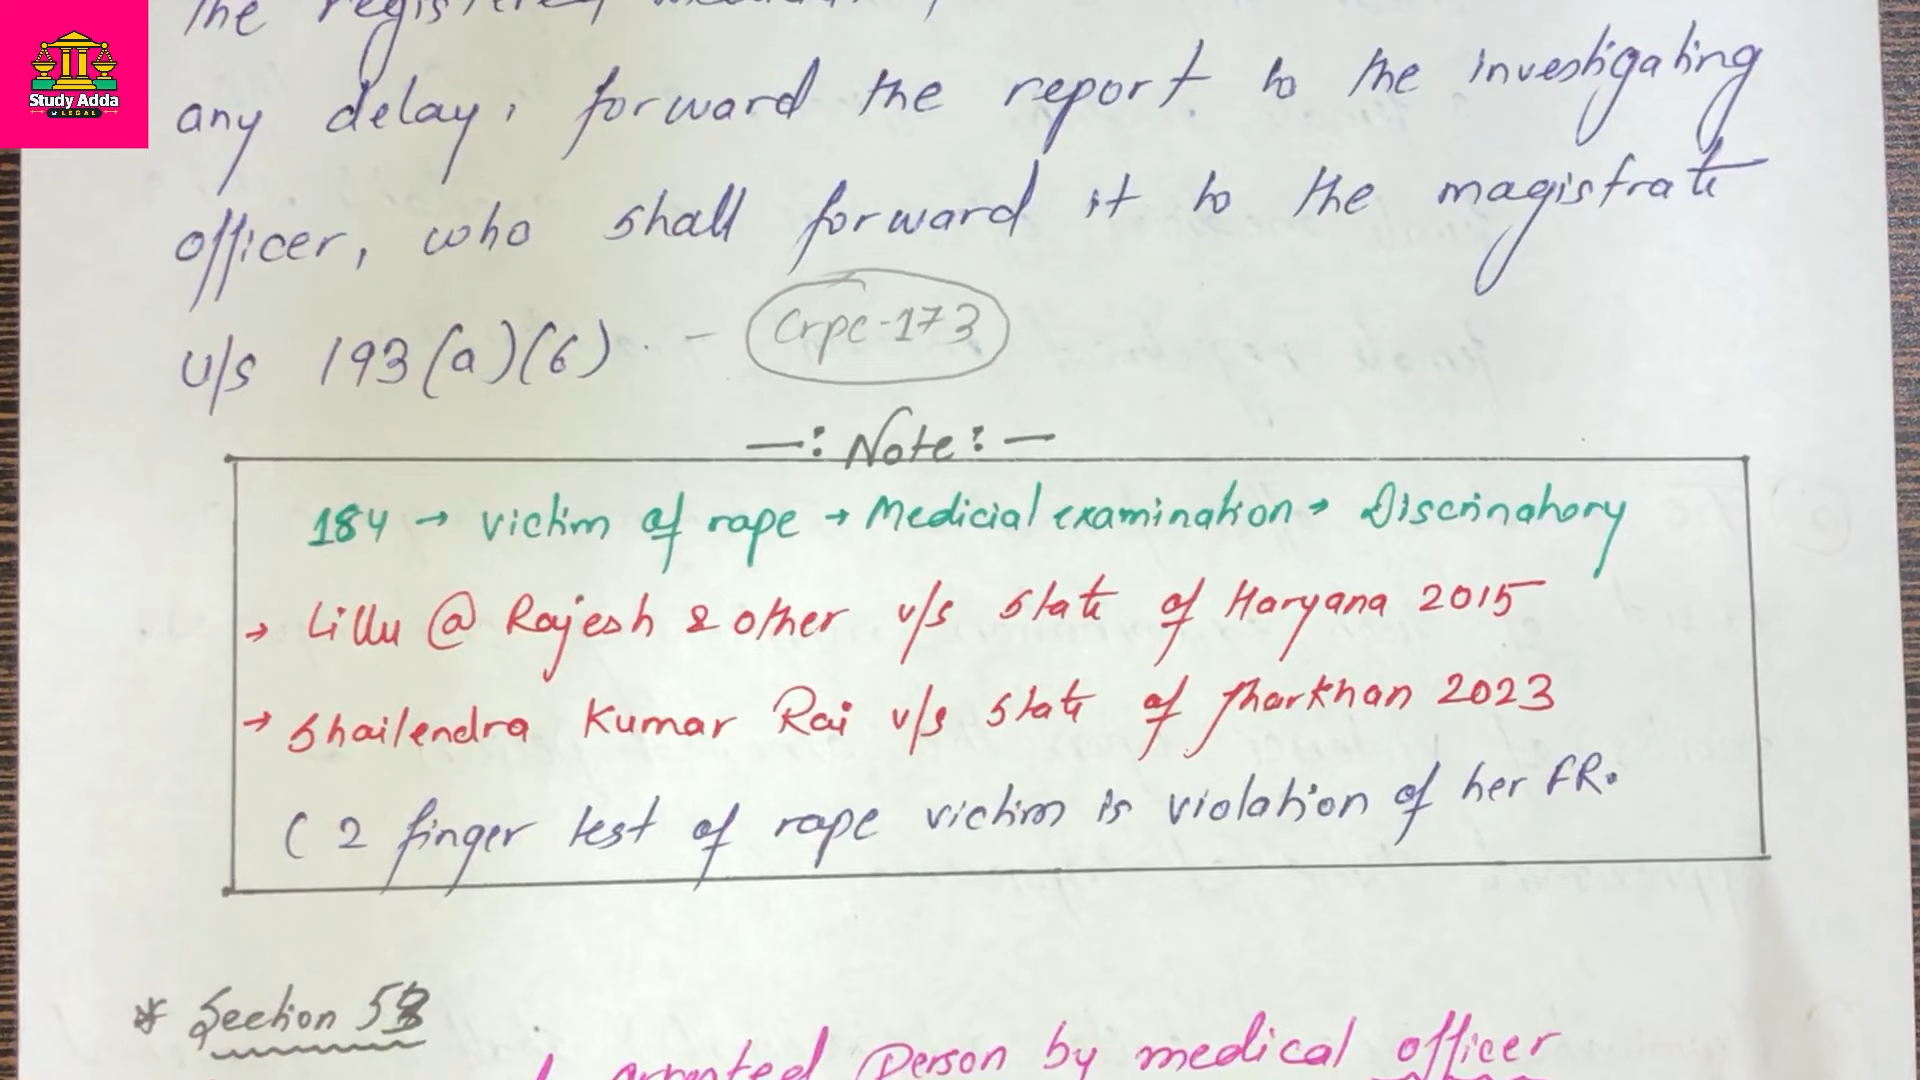 Study Adda
LEGAL
the registered
any delay, forward the report to the investigating
officer, who shall forward it to the magistrate
u/s 193(a)(6). - Crpc-173
-: Note: -
184 → victim of rape → Medicial examination → Discrinatory
→ Lillu @ Rajesh & other v/s State of Haryana 2015
→ Shailendra Kumar Rai v/s State of Jharkhan 2023
( 2 finger test of rape victim is violation of her FR.
* Section 53
arrested Person by medical officer